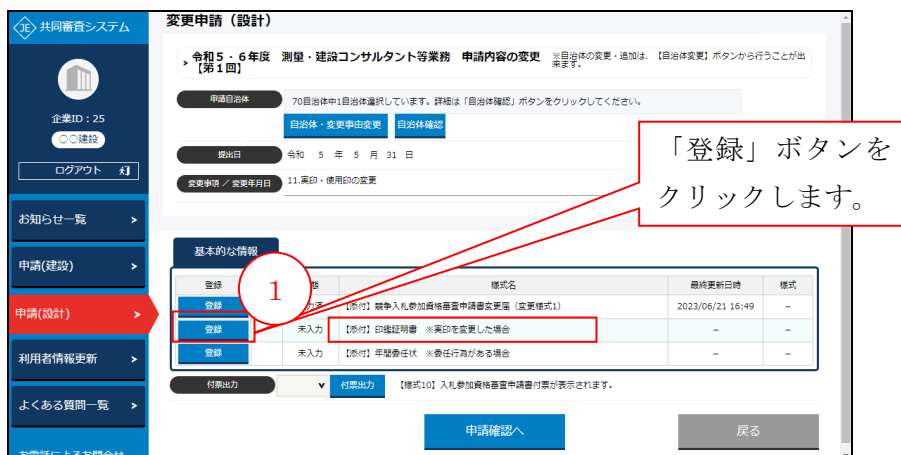 JE 共同審査システム
企業ID：25
〇〇建設
ログアウト
お知らせ一覧 >
申請(建設) >
申請(設計) >
利用者情報更新 >
よくある質問一覧 >
お電話によるお問合せ
変更申請（設計）
> 令和５・６年度 測量・建設コンサルタント等業務 申請内容の変更 ※自治体の変更・追加は、【自治体変更】ボタンから行うことが出
【第１回】 来ます。
申請自治体 70自治体中1自治体選択しています。詳細は「自治体確認」ボタンをクリックしてください。
自治体・変更事由変更 自治体確認
提出日 令和 5 年 5 月 31 日
変更事項 / 変更年月日 11.実印・使用印の変更
「登録」ボタンを
クリックします。
基本的な情報
1
登録 態 様式名 最終更新日時 様式
登録 【添付】競争入札参加資格審査申請書変更届（変更様式1） 2023/06/21 16:49 –
登録 未入力 【添付】印鑑証明書 ※実印を変更した場合 – –
登録 未入力 【添付】年間委任状 ※委任行為がある場合 – –
付票出力 付票出力 【様式10】入札参加資格審査申請書付票が表示されます。
申請確認へ 戻る